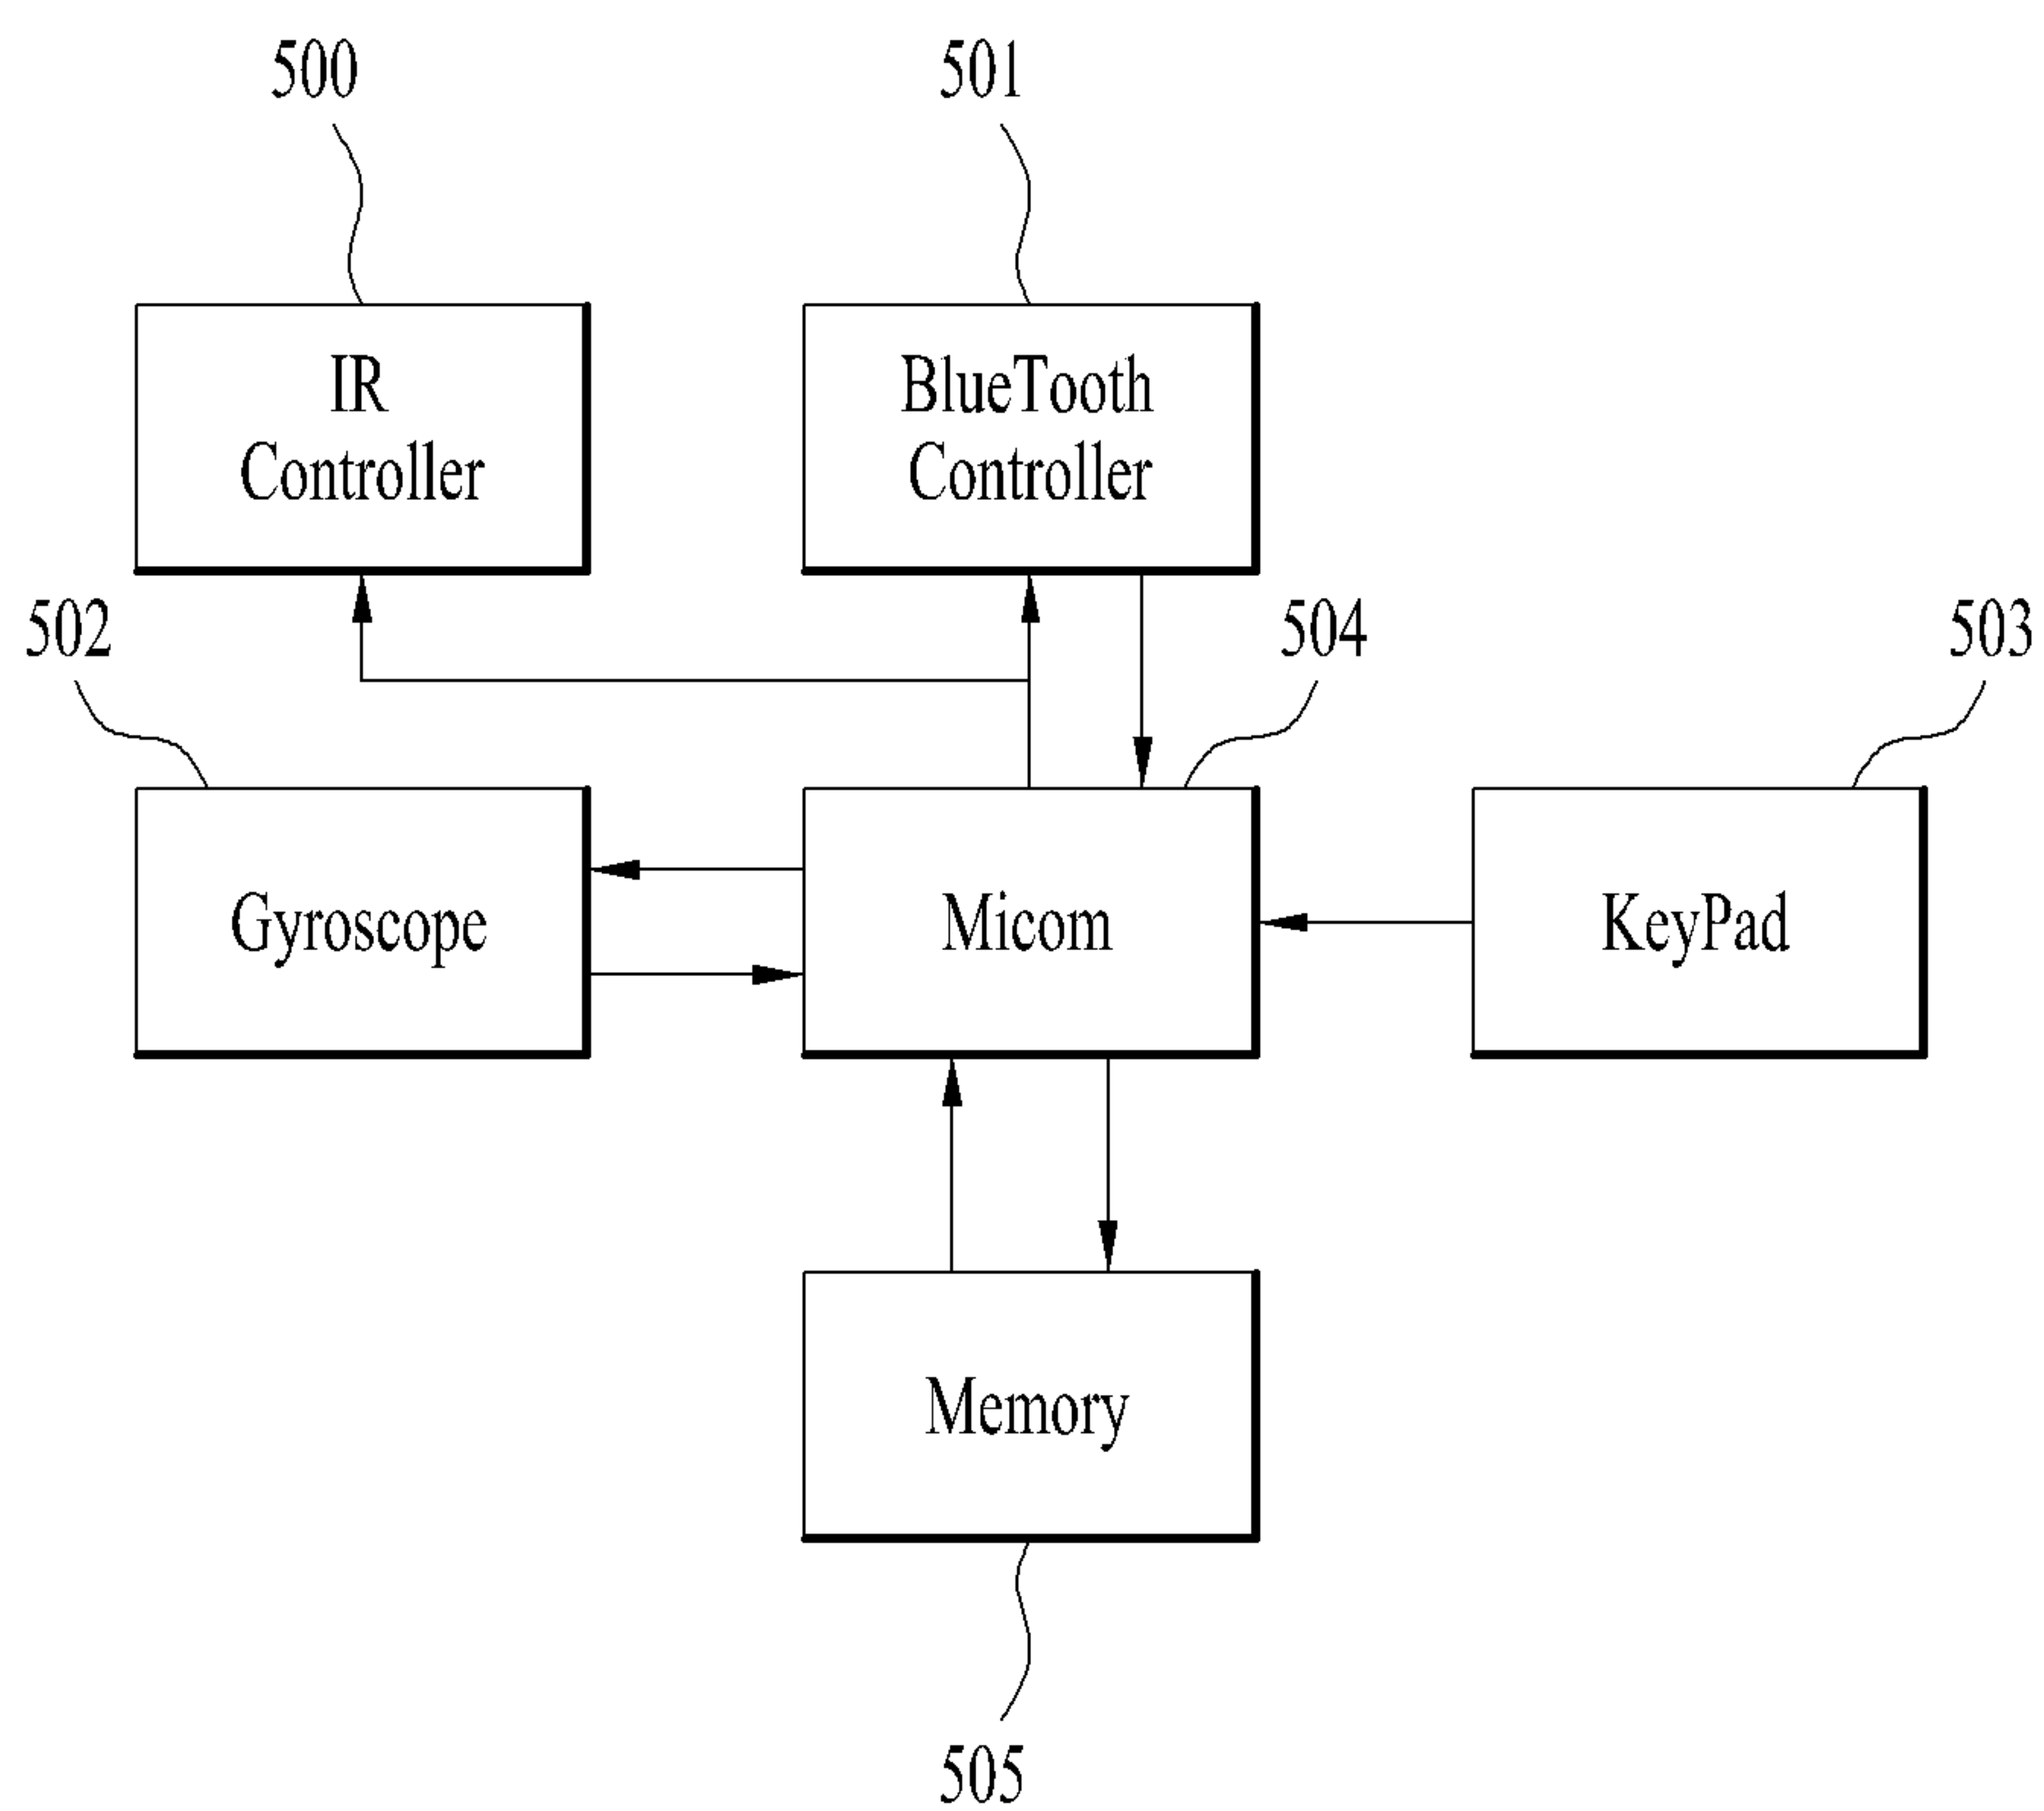 500
501
IR
Controller
BlueTooth
Controller
502
504
503
Gyroscope
Micom
KeyPad
Memory
505